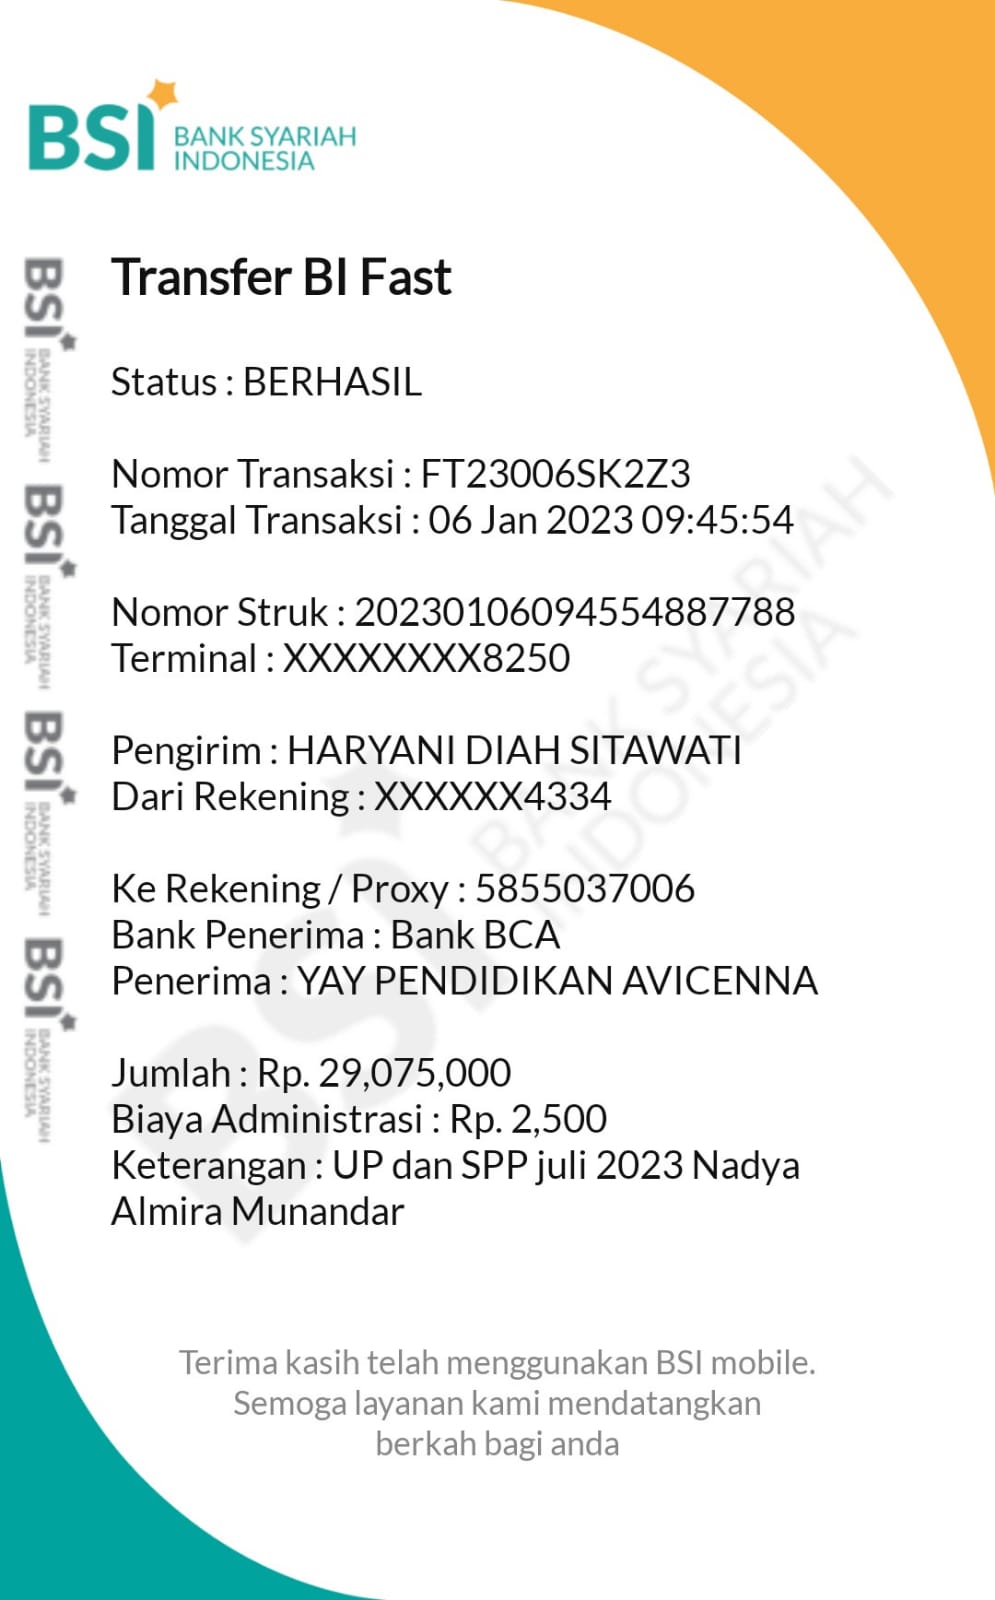 BSI BANK SYARIAH
INDONESIA
Transfer BI Fast
Status : BERHASIL
Nomor Transaksi : FT23006SK2Z3
Tanggal Transaksi : 06 Jan 2023 09:45:54
Nomor Struk : 20230106094554887788
Terminal : XXXXXXXX8250
Pengirim : HARYANI DIAH SITAWATI
Dari Rekening : XXXXXX4334
Ke Rekening / Proxy : 5855037006
Bank Penerima : Bank BCA
Penerima : YAY PENDIDIKAN AVICENNA
Jumlah : Rp. 29,075,000
Biaya Administrasi : Rp. 2,500
Keterangan : UP dan SPP juli 2023 Nadya
Almira Munandar
Terima kasih telah menggunakan BSI mobile.
Semoga layanan kami mendatangkan
berkah bagi anda
BSI BANK SYARIAH
INDONESIA
BSI BANK SYARIAH
INDONESIA
BSI BANK SYARIAH
INDONESIA
BSI BANK SYARIAH
INDONESIA
BSI BANK SYARIAH
INDONESIA